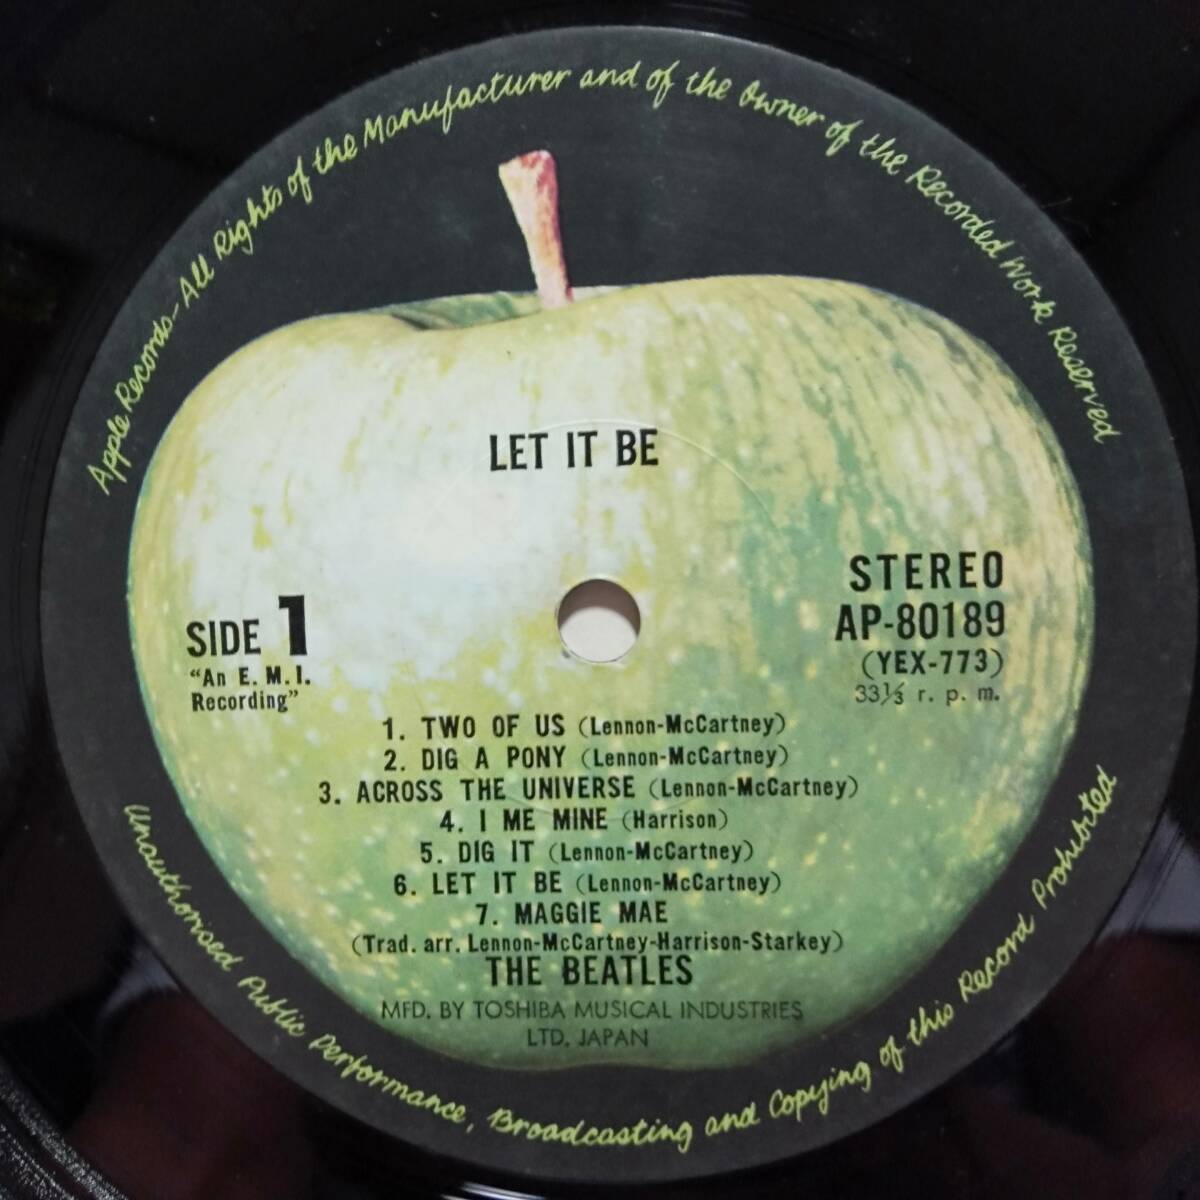 Apple Records—All Rights of the Manufacturer and of the Owner of the Recorded Work Reserved
LET IT BE
SIDE 1
"An E. M. I.
Recording"
STEREO
AP-80189
(YEX-773)
33⅓ r. p. m.
1. TWO OF US (Lennon-McCartney)
2. DIG A PONY (Lennon-McCartney)
3. ACROSS THE UNIVERSE (Lennon-McCartney)
4. I ME MINE (Harrison)
5. DIG IT (Lennon-McCartney)
6. LET IT BE (Lennon-McCartney)
7. MAGGIE MAE
(Trad. arr. Lennon-McCartney-Harrison-Starkey)
THE BEATLES
MFD. BY TOSHIBA MUSICAL INDUSTRIES
LTD. JAPAN
Unauthorised Public Performance, Broadcasting and Copying of this Record Prohibited